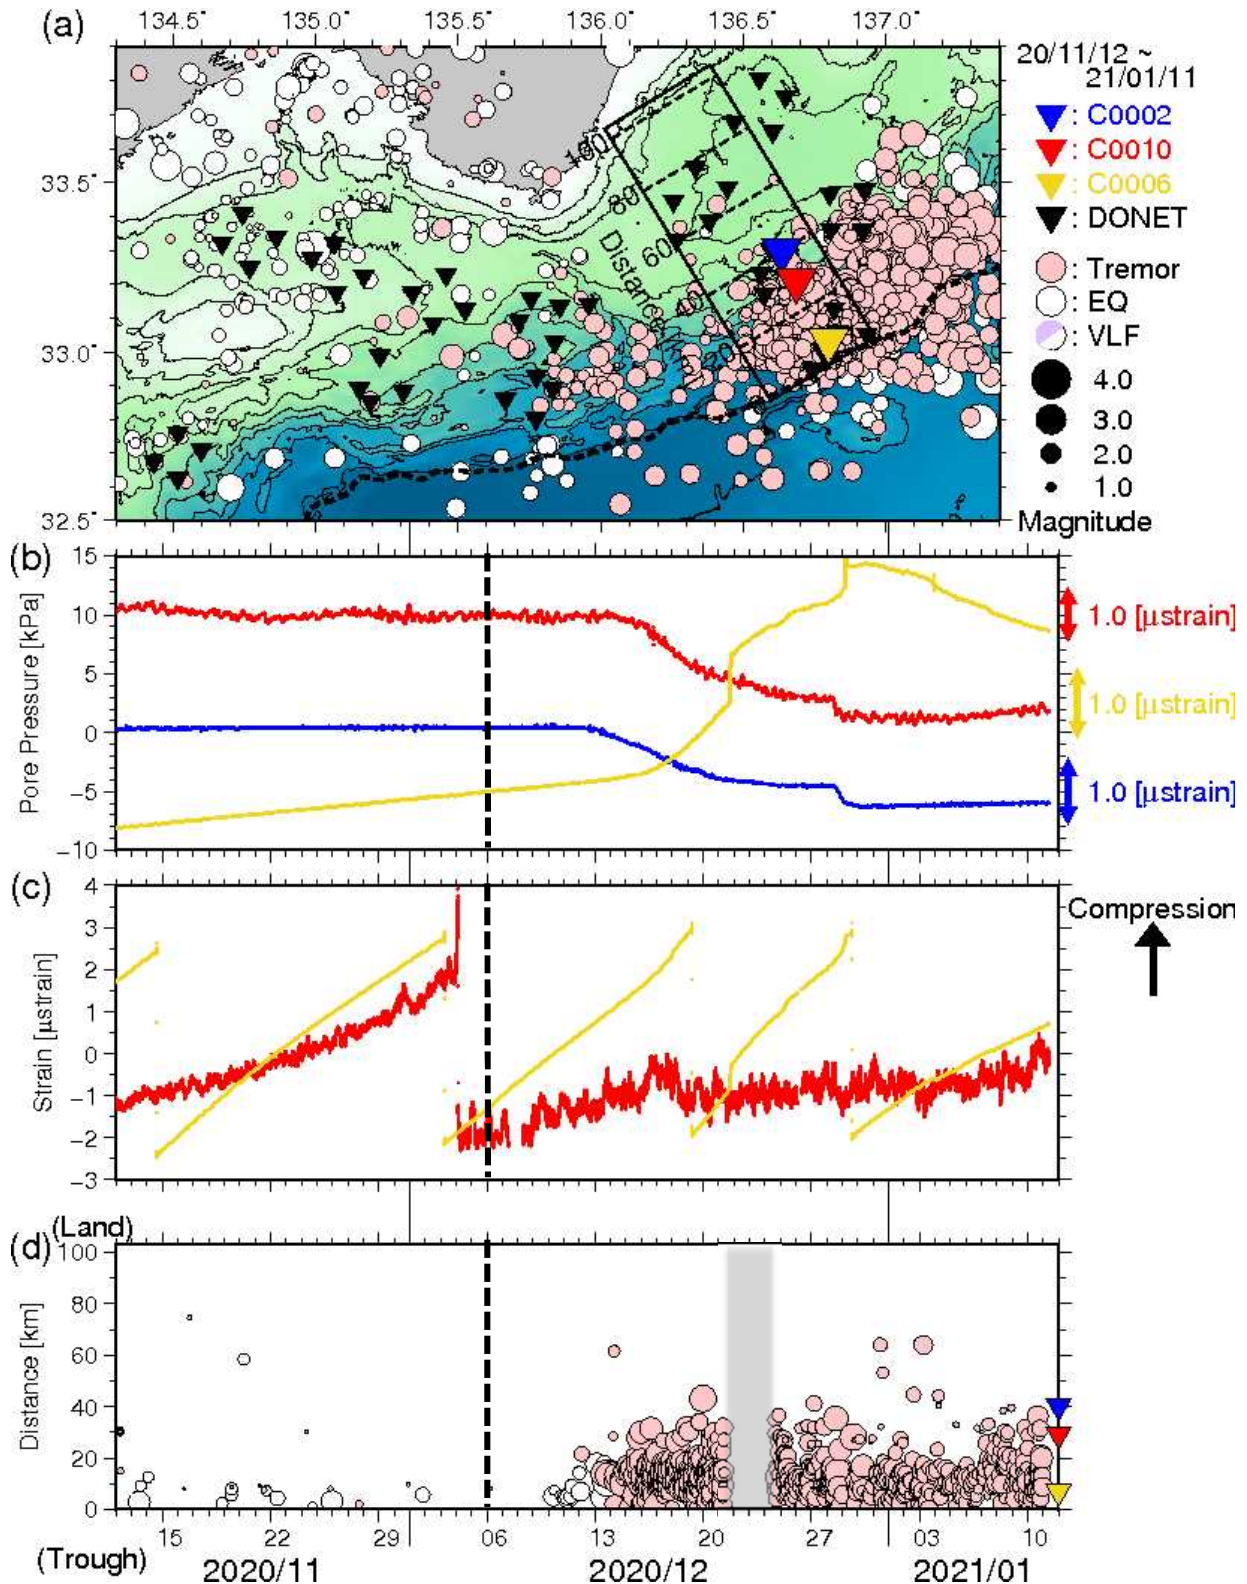 (a)
134.5° 135.0° 135.5° 136.0° 136.5° 137.0°
20/11/12 ~
21/01/11
▼: C0002
▼: C0010
▼: C0006
▼: DONET
: Tremor
: EQ
: VLF
4.0
3.0
2.0
1.0
Magnitude
33.5°
33.0°
32.5°
100
80
60
40
20
Distance
(b)
Pore Pressure [kPa]
15
10
5
0
−5
−10
1.0 [μstrain]
1.0 [μstrain]
1.0 [μstrain]
(c)
Strain [μstrain]
4
3
2
1
0
−1
−2
−3
Compression
(Land)
(d)
Distance [km]
100
80
60
40
20
0
(Trough)
15 22 29 06 13 20 27 03 10
2020/11 2020/12 2021/01